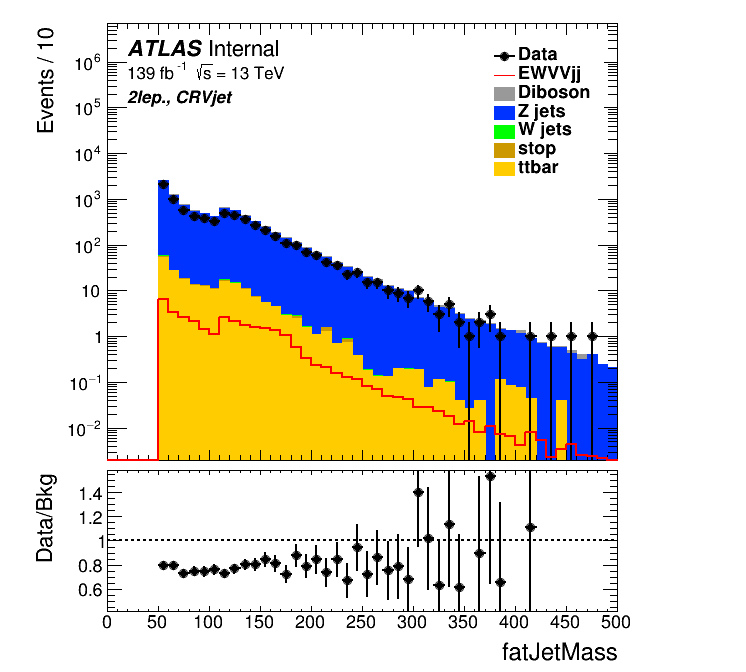 Events / 10
ATLAS Internal
139 fb⁻¹ √s = 13 TeV
2lep., CRVjet
Data
EWVVjj
Diboson
Z jets
W jets
stop
ttbar
10⁶
10⁵
10⁴
10³
10²
10
1
10⁻¹
10⁻²
Data/Bkg
1.4
1.2
1
0.8
0.6
0 50 100 150 200 250 300 350 400 450 500
fatJetMass